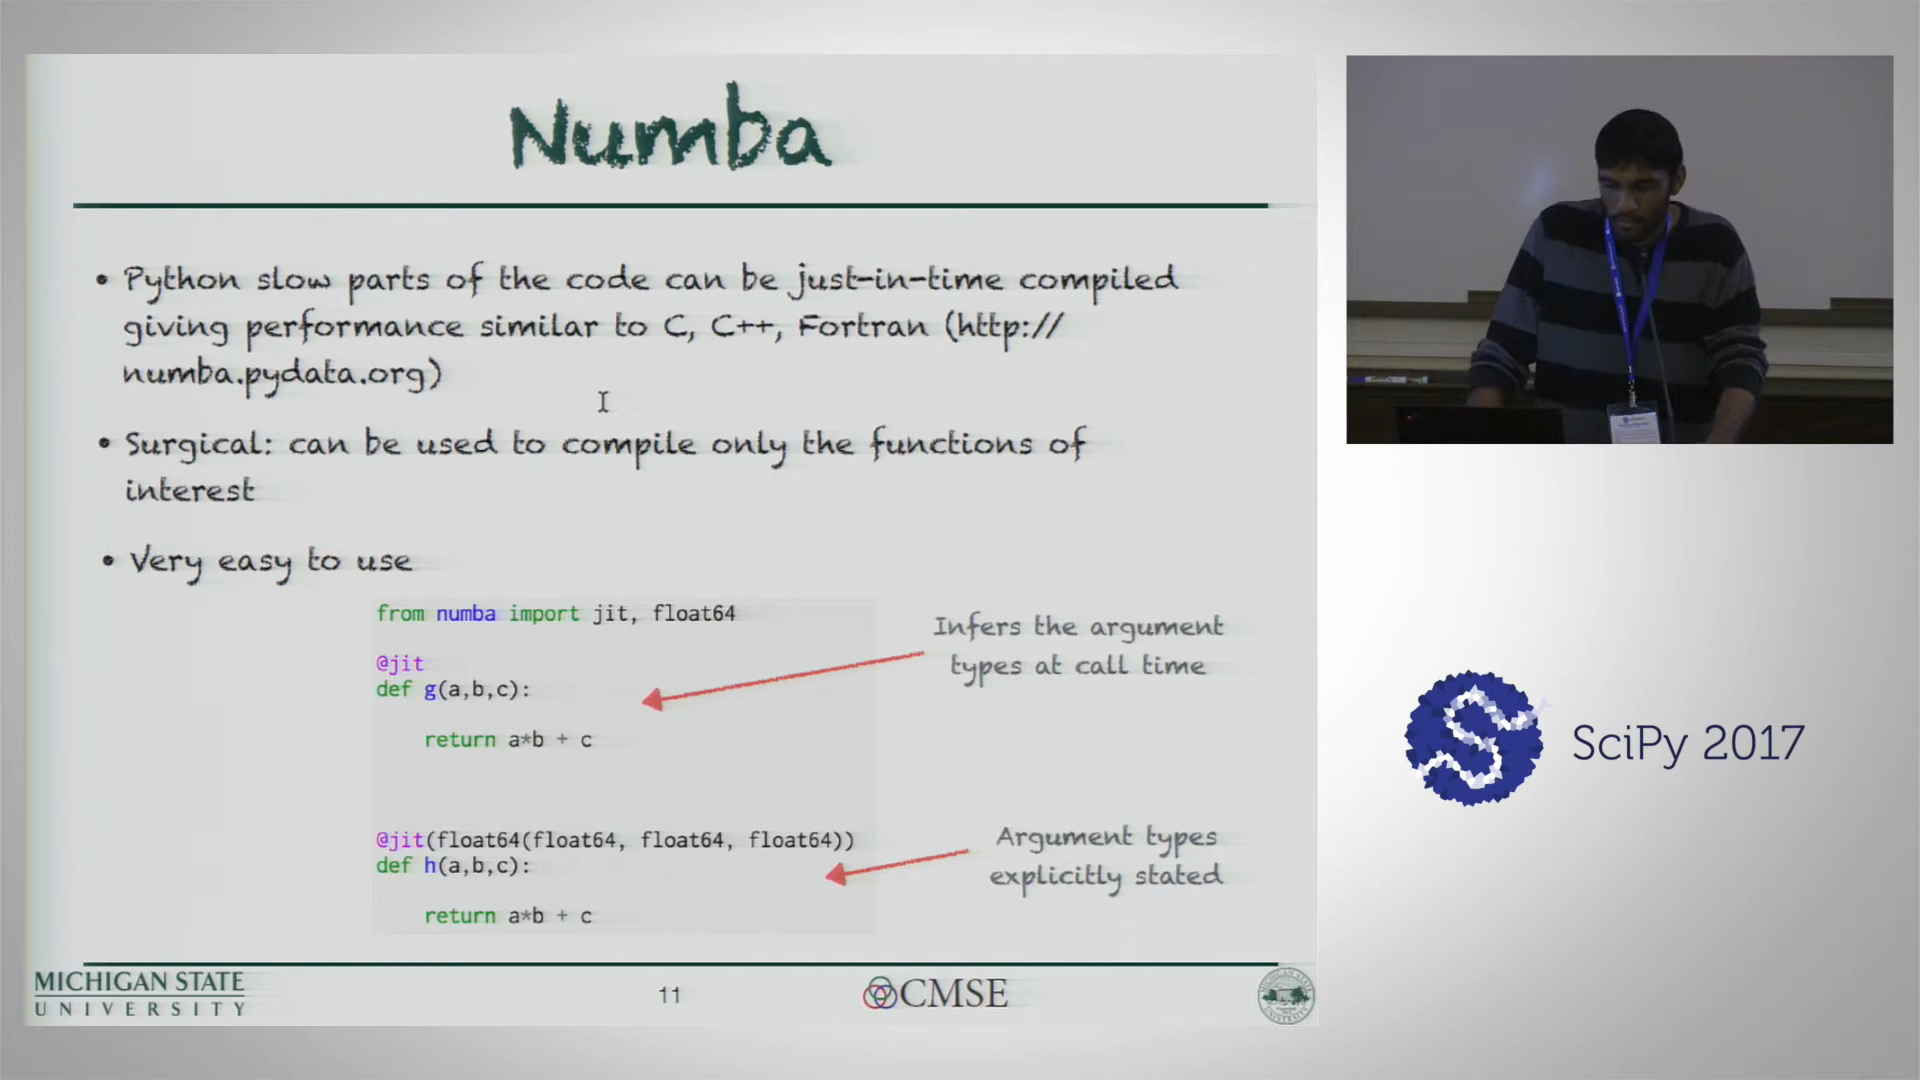 Numba
• Python slow parts of the code can be just-in-time compiled
giving performance similar to C, C++, Fortran (http://
numba.pydata.org)
• Surgical: can be used to compile only the functions of
interest
• Very easy to use
from numba import jit, float64
@jit
def g(a,b,c):
return a*b + c
Infers the argument
types at call time
@jit(float64(float64, float64, float64))
def h(a,b,c):
return a*b + c
Argument types
explicitly stated
MICHIGAN STATE
UNIVERSITY
11
CMSE
SciPy 2017